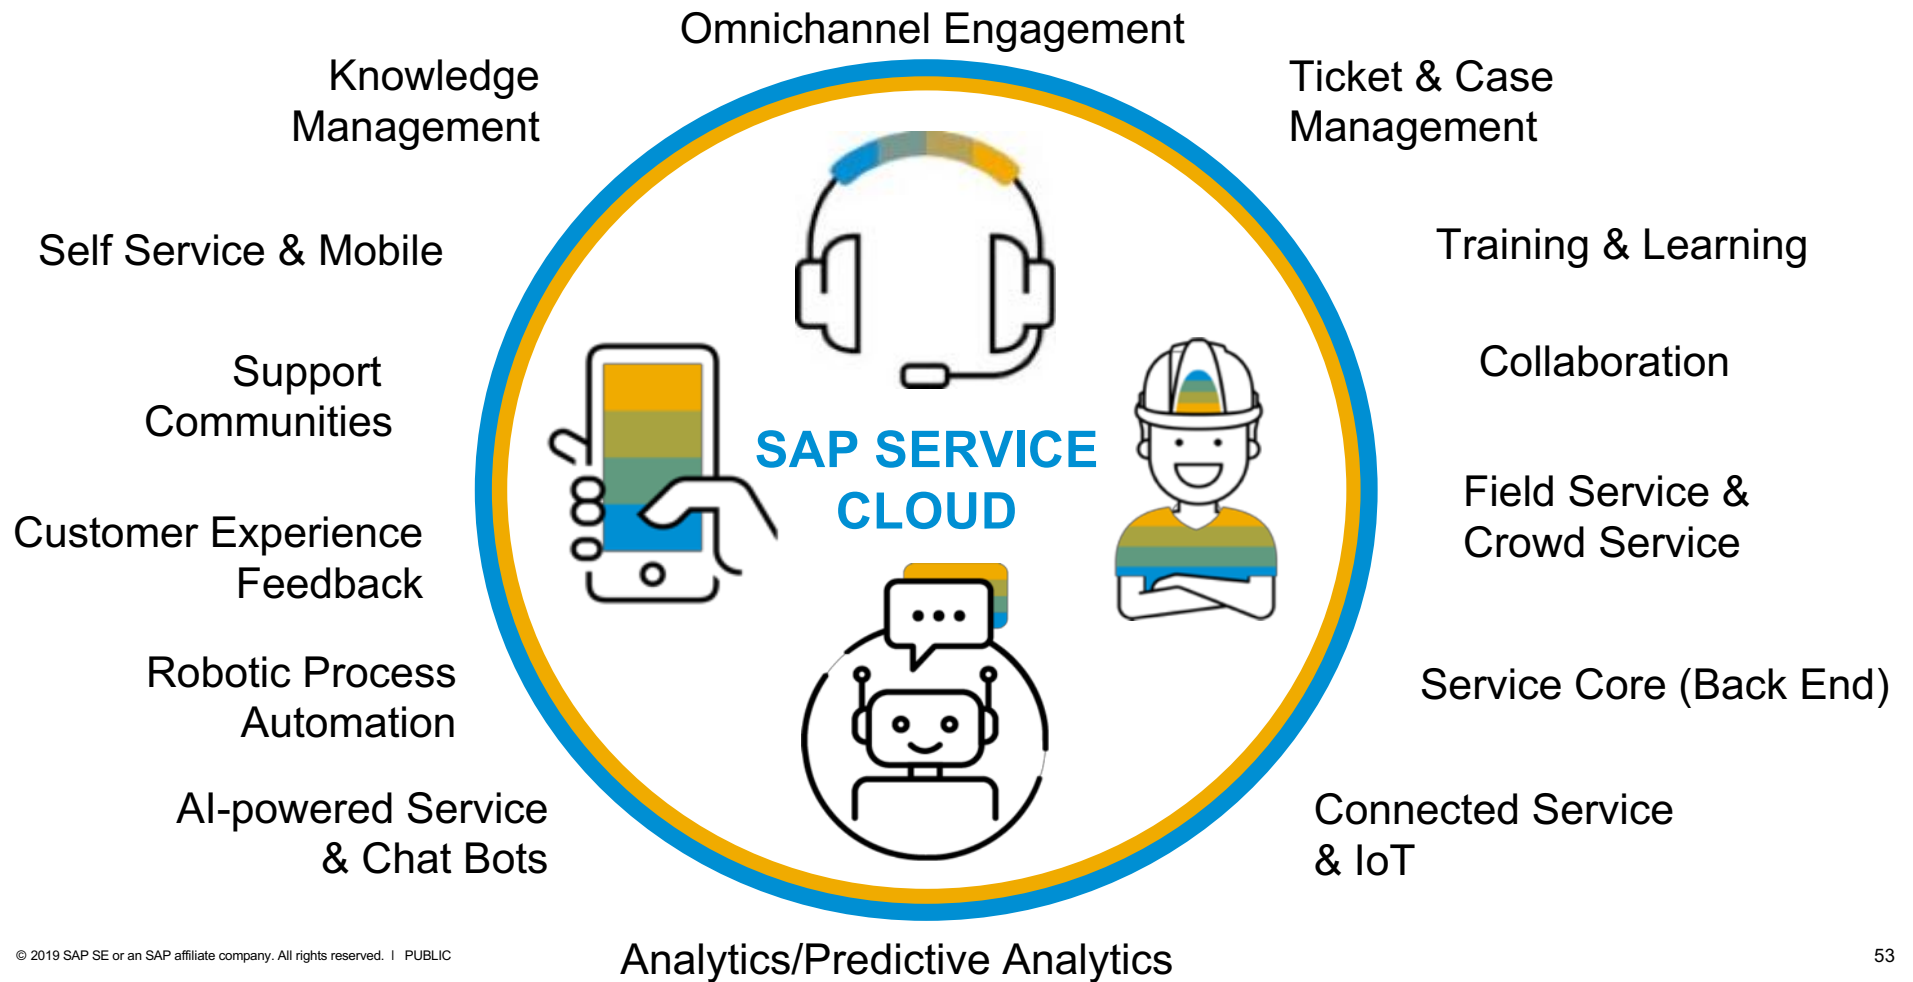 Omnichannel Engagement
Knowledge
Management
Ticket & Case
Management
Self Service & Mobile
Training & Learning
Support
Communities
Collaboration
SAP SERVICE
CLOUD
Customer Experience
Feedback
Field Service &
Crowd Service
Robotic Process
Automation
Service Core (Back End)
AI-powered Service
& Chat Bots
Connected Service
& IoT
Analytics/Predictive Analytics
© 2019 SAP SE or an SAP affiliate company. All rights reserved. | PUBLIC
53